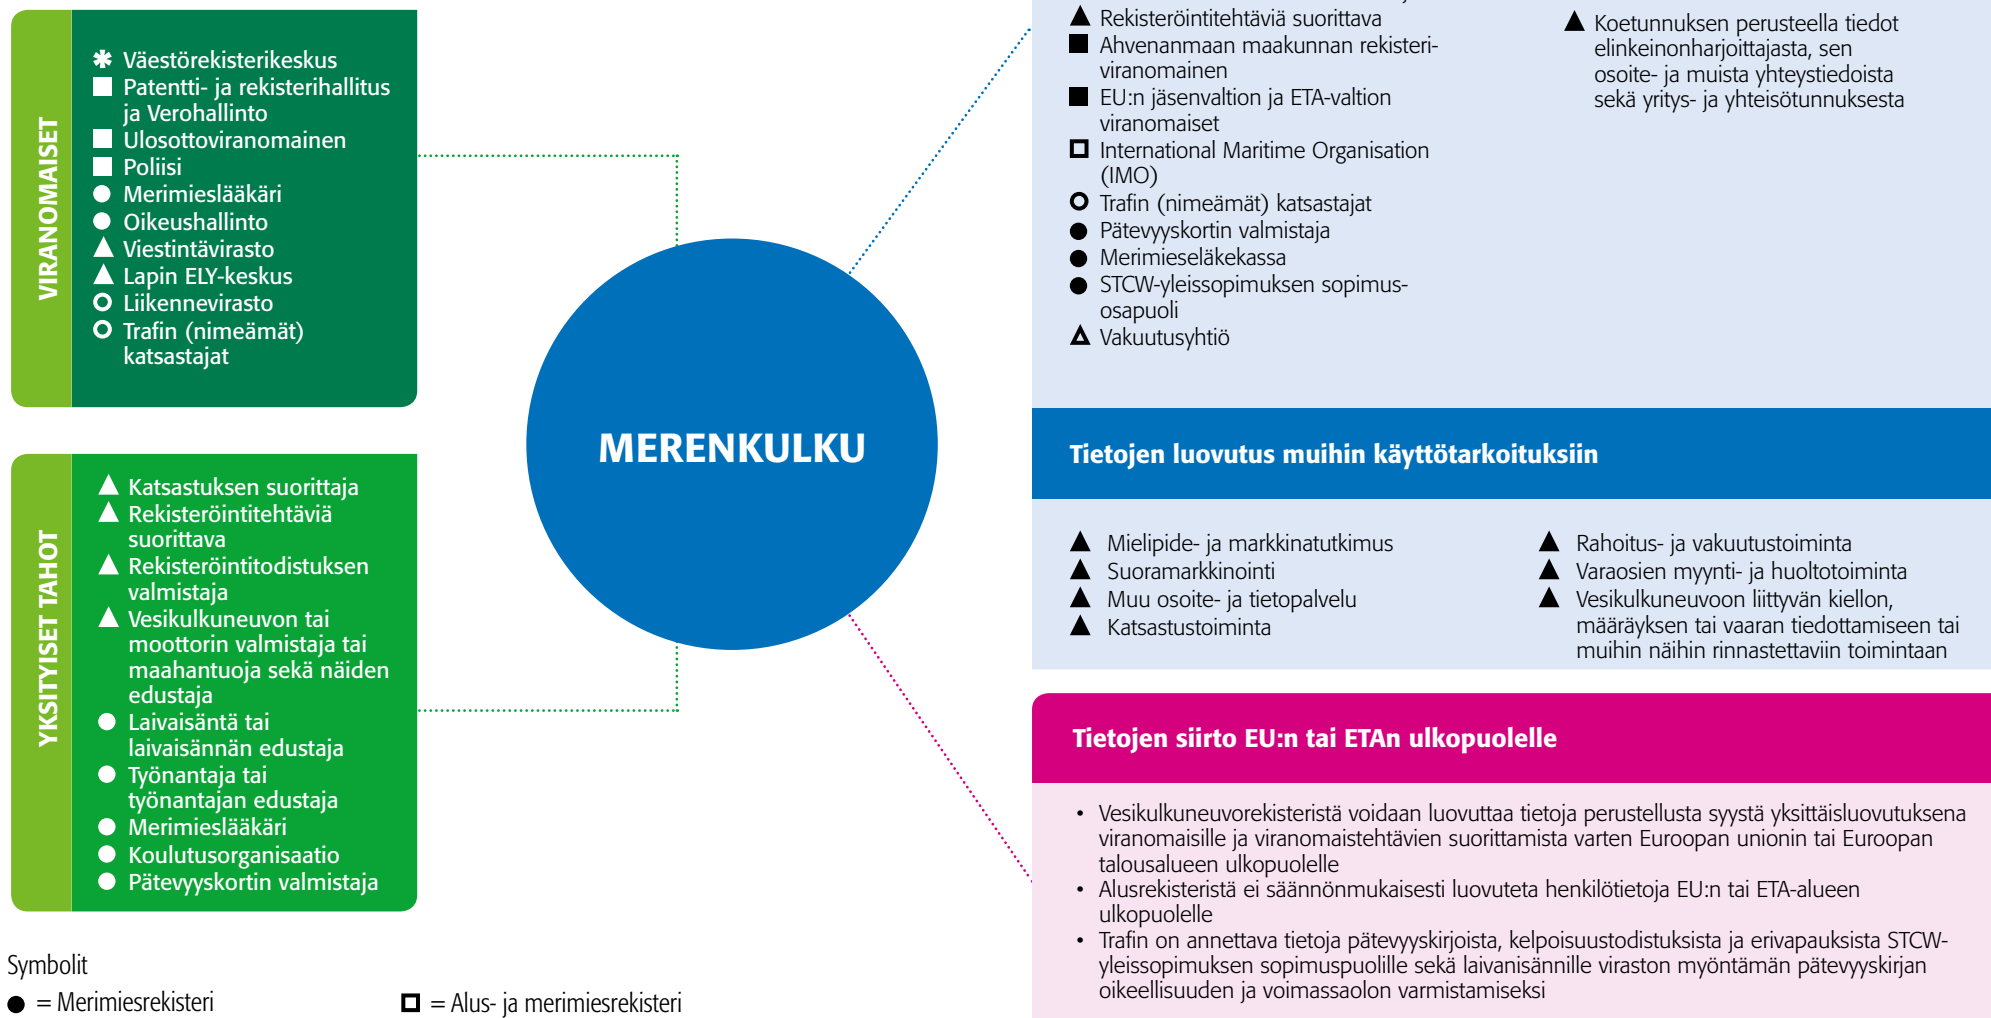 VIRANOMAISET
✱ Väestörekisterikeskus
■ Patentti- ja rekisterihallitus
ja Verohallinto
■ Ulosottoviranomainen
■ Poliisi
● Merimieslääkäri
● Oikeushallinto
▲ Viestintävirasto
▲ Lapin ELY-keskus
○ Liikennevirasto
○ Trafin (nimeämät)
katsastajat
YKSITYISET TAHOT
▲ Katsastuksen suorittaja
▲ Rekisteröintitehtäviä
suorittava
▲ Rekisteröintitodistuksen
valmistaja
▲ Vesikulkuneuvon tai
moottorin valmistaja tai
maahantuoja sekä näiden
edustaja
● Laivaisäntä tai
laivaisännän edustaja
● Työnantaja tai
työnantajan edustaja
● Merimieslääkäri
● Koulutusorganisaatio
● Pätevyyskortin valmistaja
Symbolit
● = Merimiesrekisteri
□ = Alus- ja merimiesrekisteri
MERENKULKU
▲ Rekisteröintitehtäviä suorittava
■ Ahvenanmaan maakunnan rekisteri-
viranomainen
■ EU:n jäsenvaltion ja ETA-valtion
viranomaiset
□ International Maritime Organisation
(IMO)
○ Trafin (nimeämät) katsastajat
● Pätevyyskortin valmistaja
● Merimieseläkekassa
● STCW-yleissopimuksen sopimus-
osapuoli
△ Vakuutusyhtiö
▲ Koetunnuksen perusteella tiedot
elinkeinonharjoittajasta, sen
osoite- ja muista yhteystiedoista
sekä yritys- ja yhteisötunnuksesta
Tietojen luovutus muihin käyttötarkoituksiin
▲ Mielipide- ja markkinatutkimus
▲ Suoramarkkinointi
▲ Muu osoite- ja tietopalvelu
▲ Katsastustoiminta
▲ Rahoitus- ja vakuutustoiminta
▲ Varaosien myynti- ja huoltotoiminta
▲ Vesikulkuneuvoon liittyvän kiellon,
määräyksen tai vaaran tiedottamiseen tai
muihin näihin rinnastettaviin toimintaan
Tietojen siirto EU:n tai ETAn ulkopuolelle
• Vesikulkuneuvorekisteristä voidaan luovuttaa tietoja perustellusta syystä yksittäisluovutuksena
viranomaisille ja viranomaistehtävien suorittamista varten Euroopan unionin tai Euroopan
talousalueen ulkopuolelle
• Alusrekisteristä ei säännönmukaisesti luovuteta henkilötietoja EU:n tai ETA-alueen
ulkopuolelle
• Trafin on annettava tietoja pätevyyskirjoista, kelpoisuustodistuksista ja erivapauksista STCW-
yleissopimuksen sopimuspuolille sekä laivanisännille viraston myöntämän pätevyyskirjan
oikeellisuuden ja voimassaolon varmistamiseksi